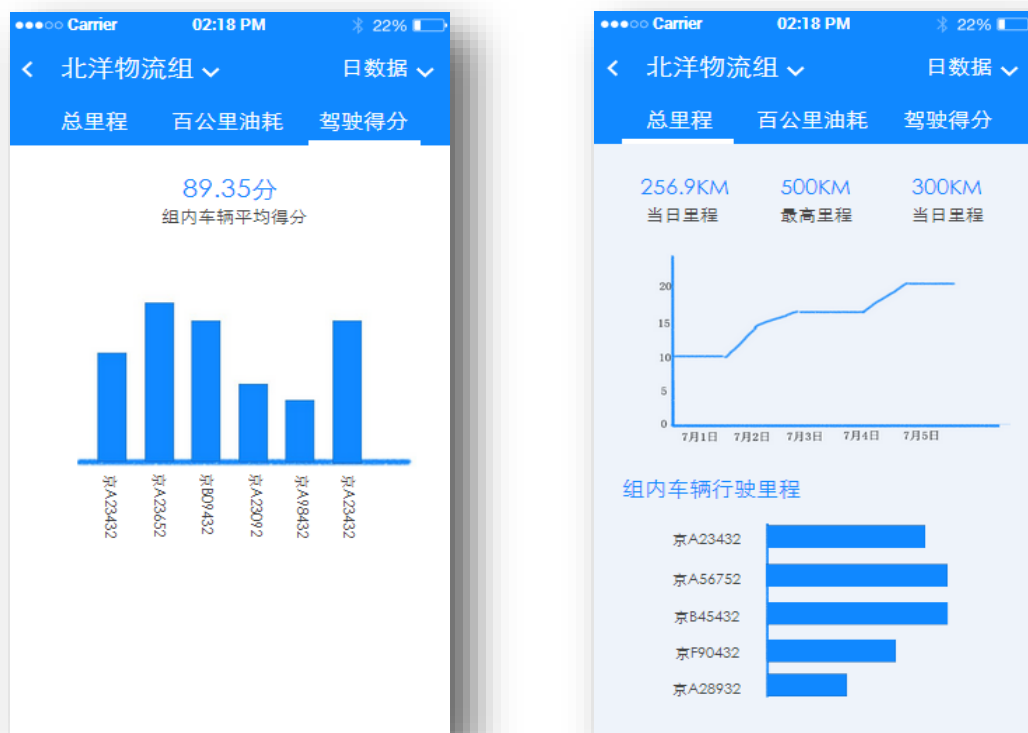 Carrier 02:18 PM 22%
北洋物流组 日数据
总里程 百公里油耗 驾驶得分
89.35分
组内车辆平均得分
京A23432
京A23652
京B09432
京A23092
京A98432
京A23432
Carrier 02:18 PM 22%
北洋物流组 日数据
总里程 百公里油耗 驾驶得分
256.9KM 500KM 300KM
当日里程 最高里程 当日里程
20
15
10
5
0
7月1日 7月2日 7月3日 7月4日 7月5日
组内车辆行驶里程
京A23432
京A56752
京B45432
京F90432
京A28932